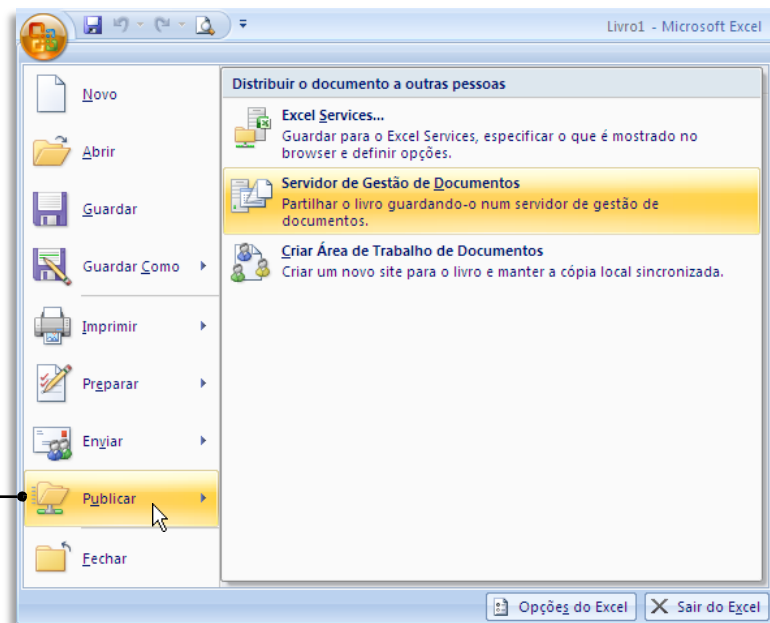 Livro1 - Microsoft Excel
Novo
Abrir
Guardar
Guardar Como
Imprimir
Preparar
Enviar
Publicar
Fechar
Distribuir o documento a outras pessoas
Excel Services...
Guardar para o Excel Services, especificar o que é mostrado no
browser e definir opções.
Servidor de Gestão de Documentos
Partilhar o livro guardando-o num servidor de gestão de
documentos.
Criar Área de Trabalho de Documentos
Criar um novo site para o livro e manter a cópia local sincronizada.
Opções do Excel
Sair do Excel